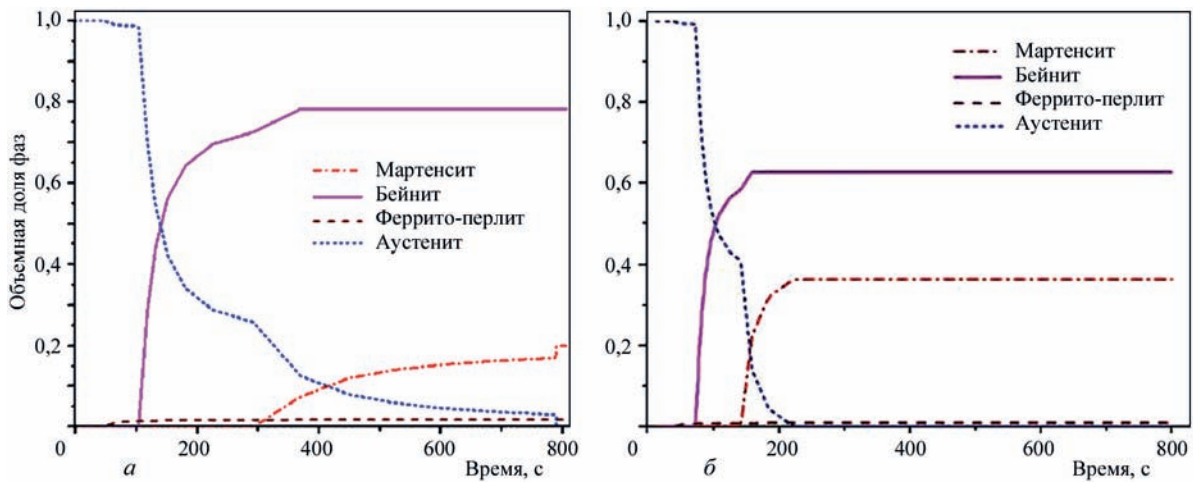 Объемная доля фаз
1,0
0,8
0,6
0,4
0,2
0
Мартенсит
Бейнит
Феррито-перлит
Аустенит
0 200 400 600 800
а
Время, с
1,0
0,8
0,6
0,4
0,2
0
Мартенсит
Бейнит
Феррито-перлит
Аустенит
0 200 400 600 800
б
Время, с